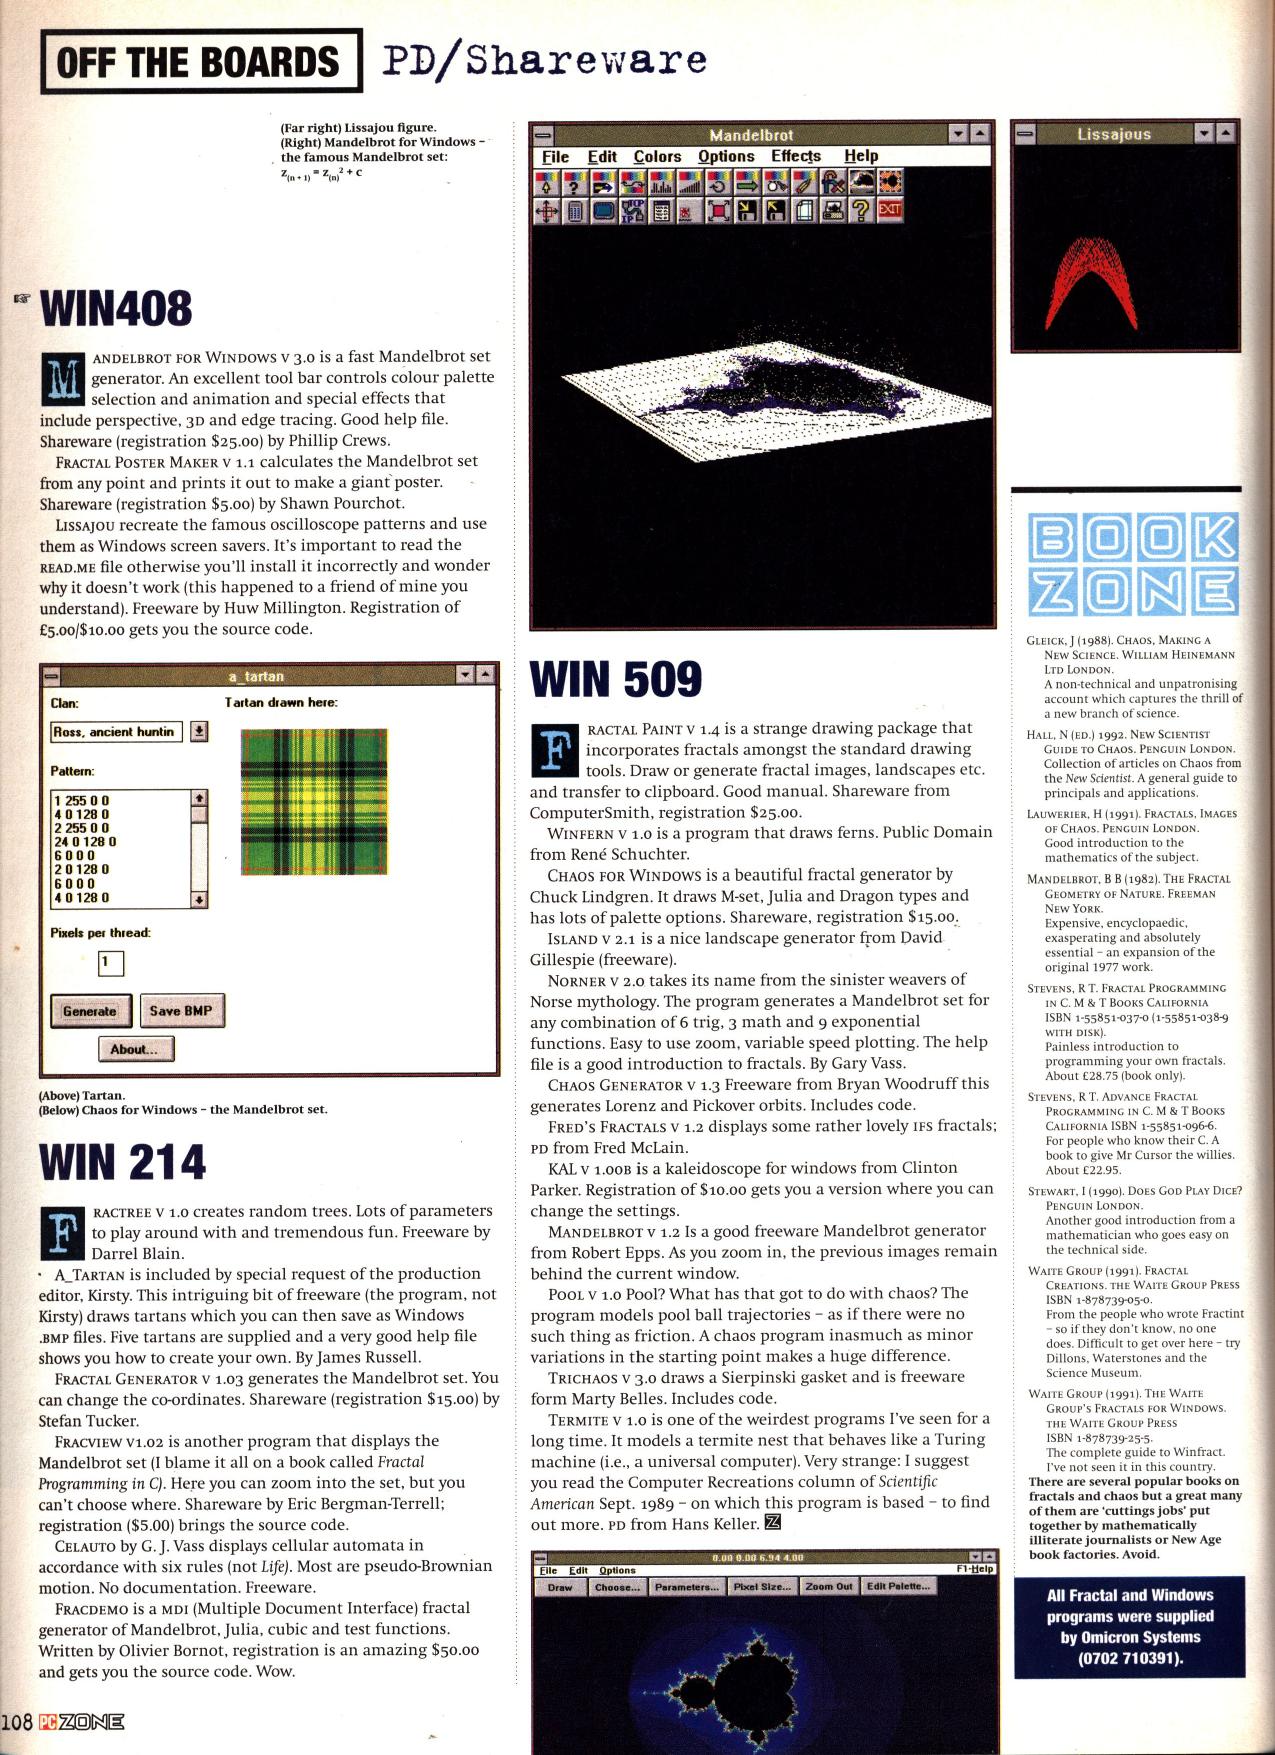 OFF THE BOARDS
PD/Shareware
(Far right) Lissajou figure.
(Right) Mandelbrot for Windows –
the famous Mandelbrot set:
Z(n + 1) = Z(n)² + C
WIN408
MANDELBROT FOR WINDOWS V 3.0 is a fast Mandelbrot set
generator. An excellent tool bar controls colour palette
selection and animation and special effects that
include perspective, 3D and edge tracing. Good help file.
Shareware (registration $25.00) by Phillip Crews.
FRACTAL POSTER MAKER V 1.1 calculates the Mandelbrot set
from any point and prints it out to make a giant poster.
Shareware (registration $5.00) by Shawn Pourchot.
LISSAJOU recreate the famous oscilloscope patterns and use
them as Windows screen savers. It's important to read the
READ.ME file otherwise you'll install it incorrectly and wonder
why it doesn't work (this happened to a friend of mine you
understand). Freeware by Huw Millington. Registration of
£5.00/$10.00 gets you the source code.
a_tartan
Clan:
Tartan drawn here:
Ross, ancient huntin
Pattern:
1 255 0 0
4 0 128 0
2 255 0 0
24 0 128 0
6 0 0 0
2 0 128 0
6 0 0 0
4 0 128 0
Pixels per thread:
1
Generate
Save BMP
About...
(Above) Tartan.
(Below) Chaos for Windows – the Mandelbrot set.
WIN 214
FRACTREE V 1.0 creates random trees. Lots of parameters
to play around with and tremendous fun. Freeware by
Darrel Blain.
A_TARTAN is included by special request of the production
editor, Kirsty. This intriguing bit of freeware (the program, not
Kirsty) draws tartans which you can then save as Windows
.BMP files. Five tartans are supplied and a very good help file
shows you how to create your own. By James Russell.
FRACTAL GENERATOR V 1.03 generates the Mandelbrot set. You
can change the co-ordinates. Shareware (registration $15.00) by
Stefan Tucker.
FRACVIEW V1.02 is another program that displays the
Mandelbrot set (I blame it all on a book called Fractal
Programming in C). Here you can zoom into the set, but you
can't choose where. Shareware by Eric Bergman-Terrell;
registration ($5.00) brings the source code.
CELAUTO by G. J. Vass displays cellular automata in
accordance with six rules (not Life). Most are pseudo-Brownian
motion. No documentation. Freeware.
FRACDEMO is a MDI (Multiple Document Interface) fractal
generator of Mandelbrot, Julia, cubic and test functions.
Written by Olivier Bornot, registration is an amazing $50.00
and gets you the source code. Wow.
108 PC ZONE
Mandelbrot
File Edit Colors Options Effects Help
TCP
IP
EXIT
WIN 509
FRACTAL PAINT V 1.4 is a strange drawing package that
incorporates fractals amongst the standard drawing
tools. Draw or generate fractal images, landscapes etc.
and transfer to clipboard. Good manual. Shareware from
ComputerSmith, registration $25.00.
WINFERN V 1.0 is a program that draws ferns. Public Domain
from René Schuchter.
CHAOS FOR WINDOWS is a beautiful fractal generator by
Chuck Lindgren. It draws M-set, Julia and Dragon types and
has lots of palette options. Shareware, registration $15.00.
ISLAND V 2.1 is a nice landscape generator from David
Gillespie (freeware).
NORNER V 2.0 takes its name from the sinister weavers of
Norse mythology. The program generates a Mandelbrot set for
any combination of 6 trig, 3 math and 9 exponential
functions. Easy to use zoom, variable speed plotting. The help
file is a good introduction to fractals. By Gary Vass.
CHAOS GENERATOR V 1.3 Freeware from Bryan Woodruff this
generates Lorenz and Pickover orbits. Includes code.
FRED'S FRACTALS V 1.2 displays some rather lovely IFS fractals;
PD from Fred McLain.
KAL V 1.00B is a kaleidoscope for windows from Clinton
Parker. Registration of $10.00 gets you a version where you can
change the settings.
MANDELBROT V 1.2 Is a good freeware Mandelbrot generator
from Robert Epps. As you zoom in, the previous images remain
behind the current window.
POOL V 1.0 Pool? What has that got to do with chaos? The
program models pool ball trajectories – as if there were no
such thing as friction. A chaos program inasmuch as minor
variations in the starting point makes a huge difference.
TRICHAOS V 3.0 draws a Sierpinski gasket and is freeware
form Marty Belles. Includes code.
TERMITE V 1.0 is one of the weirdest programs I've seen for a
long time. It models a termite nest that behaves like a Turing
machine (i.e., a universal computer). Very strange: I suggest
you read the Computer Recreations column of Scientific
American Sept. 1989 – on which this program is based – to find
out more. PD from Hans Keller. Z
0.00 0.00 6.94 4.00
File Edit Options F1-Help
Draw Choose... Parameters... Pixel Size... Zoom Out Edit Palette...
Lissajous
BOOK
ZONE
GLEICK, J (1988). CHAOS, MAKING A
NEW SCIENCE. WILLIAM HEINEMANN
LTD LONDON.
A non-technical and unpatronising
account which captures the thrill of
a new branch of science.
HALL, N (ED.) 1992. NEW SCIENTIST
GUIDE TO CHAOS. PENGUIN LONDON.
Collection of articles on Chaos from
the New Scientist. A general guide to
principals and applications.
LAUWERIER, H (1991). FRACTALS, IMAGES
OF CHAOS. PENGUIN LONDON.
Good introduction to the
mathematics of the subject.
MANDELBROT, B B (1982). THE FRACTAL
GEOMETRY OF NATURE. FREEMAN
NEW YORK.
Expensive, encyclopaedic,
exasperating and absolutely
essential – an expansion of the
original 1977 work.
STEVENS, R T. FRACTAL PROGRAMMING
IN C. M & T BOOKS CALIFORNIA
ISBN 1-55851-037-0 (1-55851-038-9
WITH DISK).
Painless introduction to
programming your own fractals.
About £28.75 (book only).
STEVENS, R T. ADVANCE FRACTAL
PROGRAMMING IN C. M & T BOOKS
CALIFORNIA ISBN 1-55851-096-6.
For people who know their C. A
book to give Mr Cursor the willies.
About £22.95.
STEWART, I (1990). DOES GOD PLAY DICE?
PENGUIN LONDON.
Another good introduction from a
mathematician who goes easy on
the technical side.
WAITE GROUP (1991). FRACTAL
CREATIONS. THE WAITE GROUP PRESS
ISBN 1-878739-05-0.
From the people who wrote Fractint
– so if they don't know, no one
does. Difficult to get over here – try
Dillons, Waterstones and the
Science Museum.
WAITE GROUP (1991). THE WAITE
GROUP'S FRACTALS FOR WINDOWS.
THE WAITE GROUP PRESS
ISBN 1-878739-25-5.
The complete guide to Winfract.
I've not seen it in this country.
There are several popular books on
fractals and chaos but a great many
of them are 'cuttings jobs' put
together by mathematically
illiterate journalists or New Age
book factories. Avoid.
All Fractal and Windows
programs were supplied
by Omicron Systems
(0702 710391).